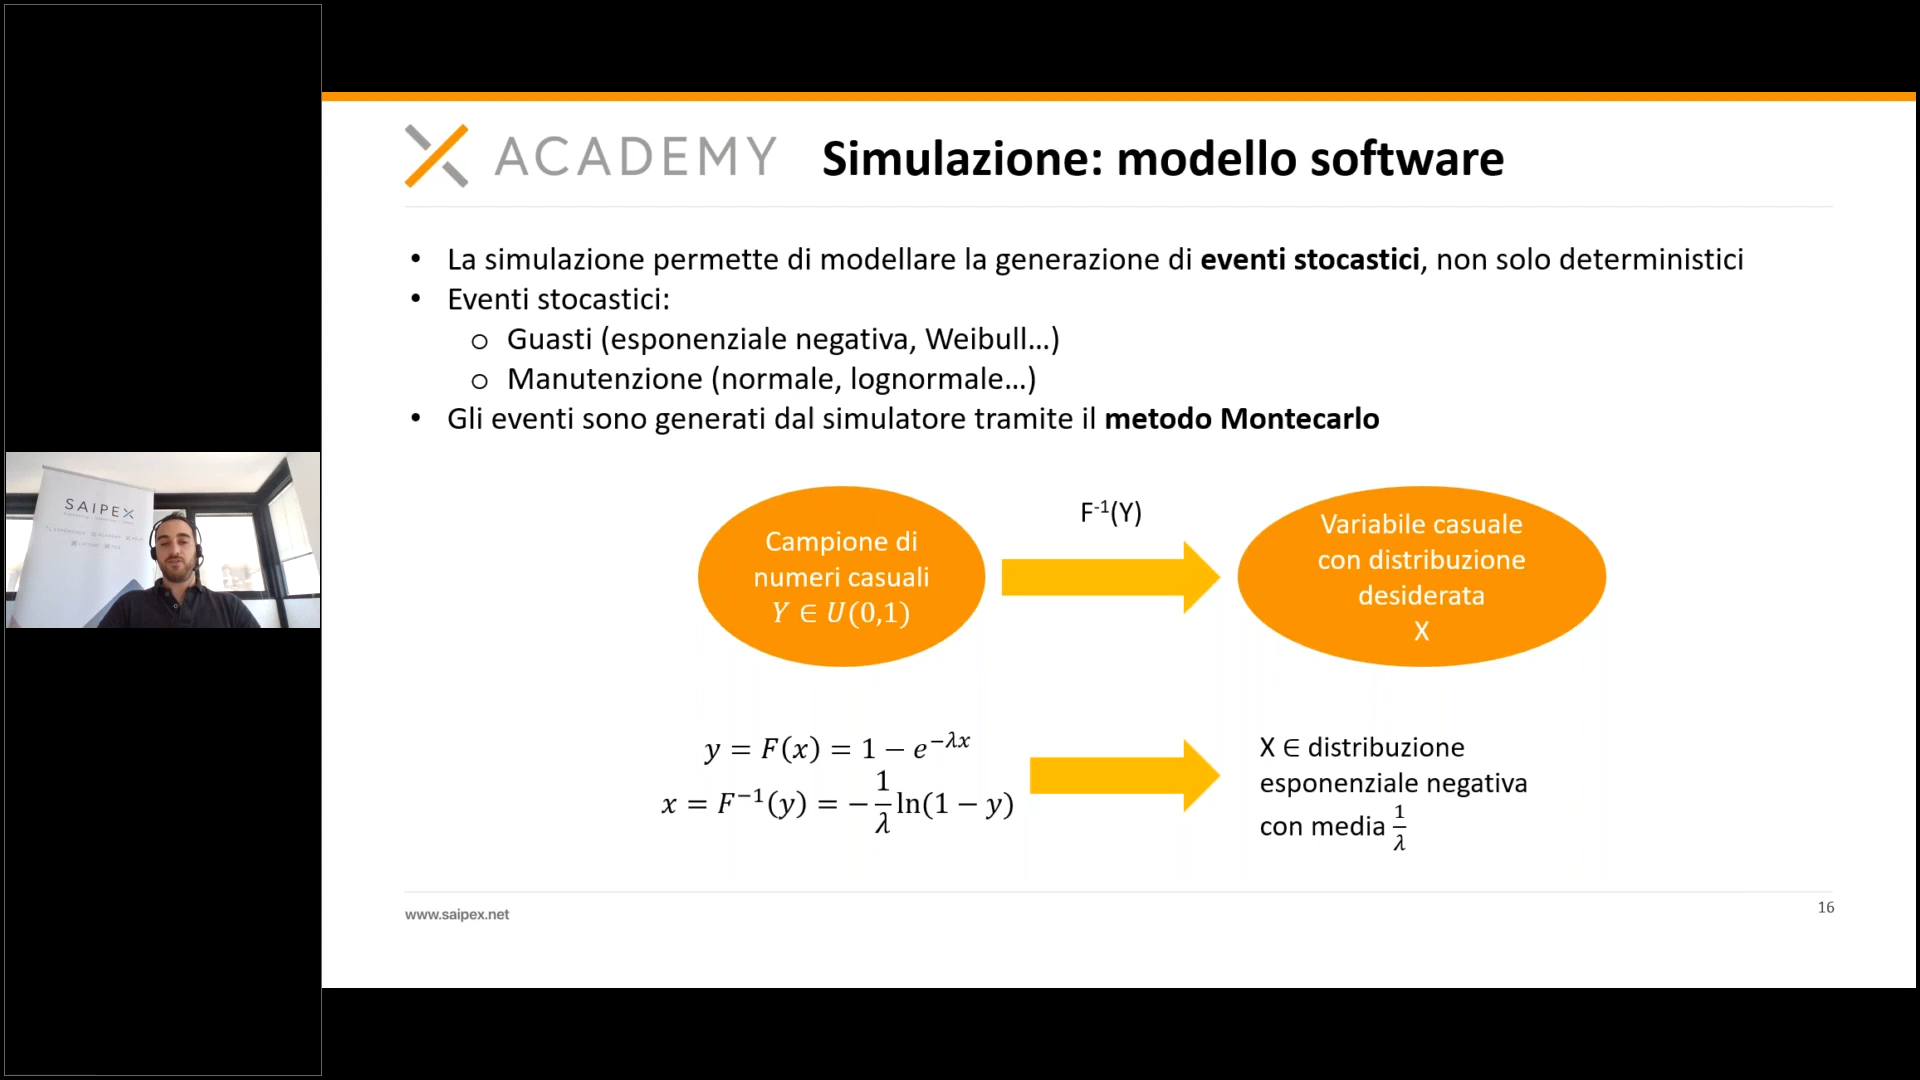 ACADEMY
Simulazione: modello software
• La simulazione permette di modellare la generazione di eventi stocastici, non solo deterministici
• Eventi stocastici:
o Guasti (esponenziale negativa, Weibull...)
o Manutenzione (normale, lognormale...)
• Gli eventi sono generati dal simulatore tramite il metodo Montecarlo
SAIPEX
Campione di
numeri casuali
Y ∈ U(0,1)
F⁻¹(Y)
Variabile casuale
con distribuzione
desiderata
X
y = F(x) = 1 − e^{−λx}
x = F⁻¹(y) = −\frac{1}{λ}ln(1 − y)
X ∈ distribuzione
esponenziale negativa
con media \frac{1}{λ}
www.saipex.net
16